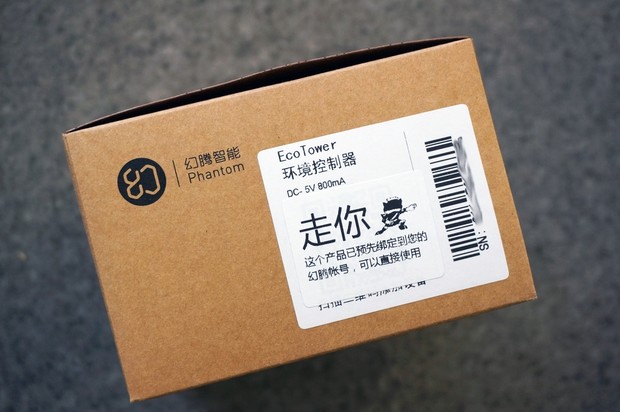 幻腾智能
Phantom
EcoTower
环境控制器
DC- 5V 800mA
走你
这个产品已预先绑定到您的
幻腾帐号，可以直接使用
SN: